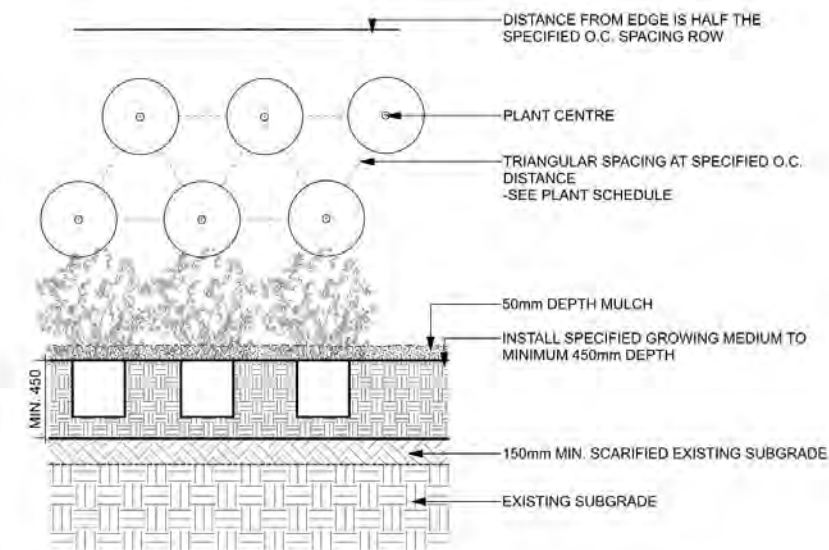 DISTANCE FROM EDGE IS HALF THE
SPECIFIED O.C. SPACING ROW
PLANT CENTRE
TRIANGULAR SPACING AT SPECIFIED O.C.
DISTANCE
-SEE PLANT SCHEDULE
50mm DEPTH MULCH
INSTALL SPECIFIED GROWING MEDIUM TO
MINIMUM 450mm DEPTH
MIN. 450
150mm MIN. SCARIFIED EXISTING SUBGRADE
EXISTING SUBGRADE